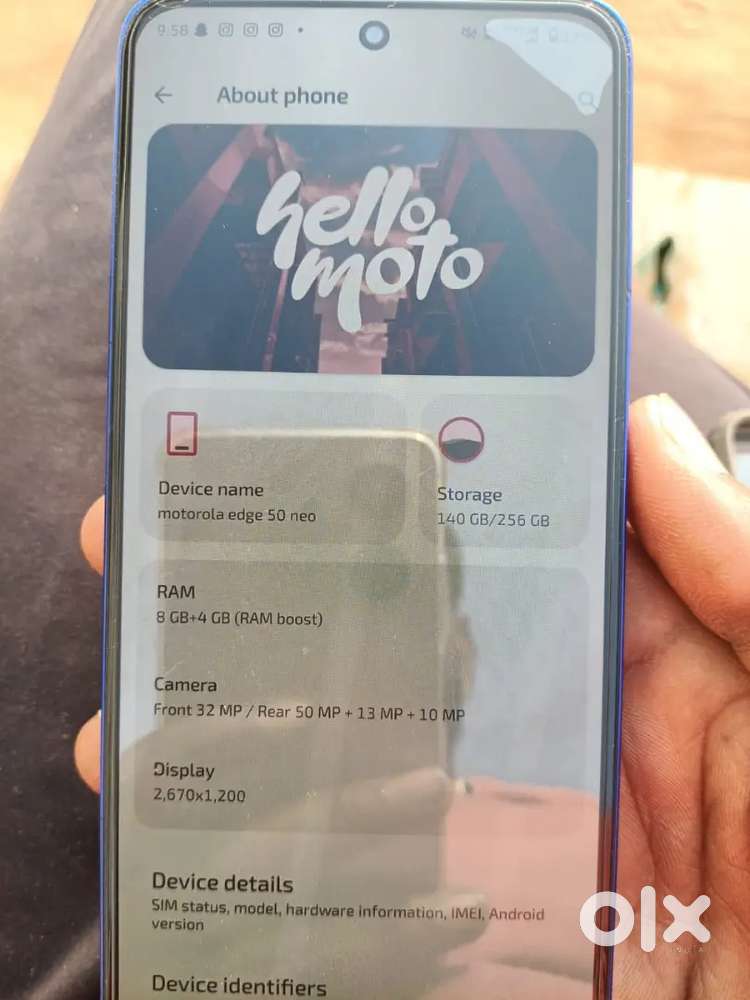 9:58
About phone
hello
moto
Device name
motorola edge 50 neo
Storage
140 GB/256 GB
RAM
8 GB+4 GB (RAM boost)
Camera
Front 32 MP / Rear 50 MP + 13 MP + 10 MP
Display
2,670x1,200
Device details
SIM status, model, hardware information, IMEI, Android
version
olx
INDIA
Device identifiers